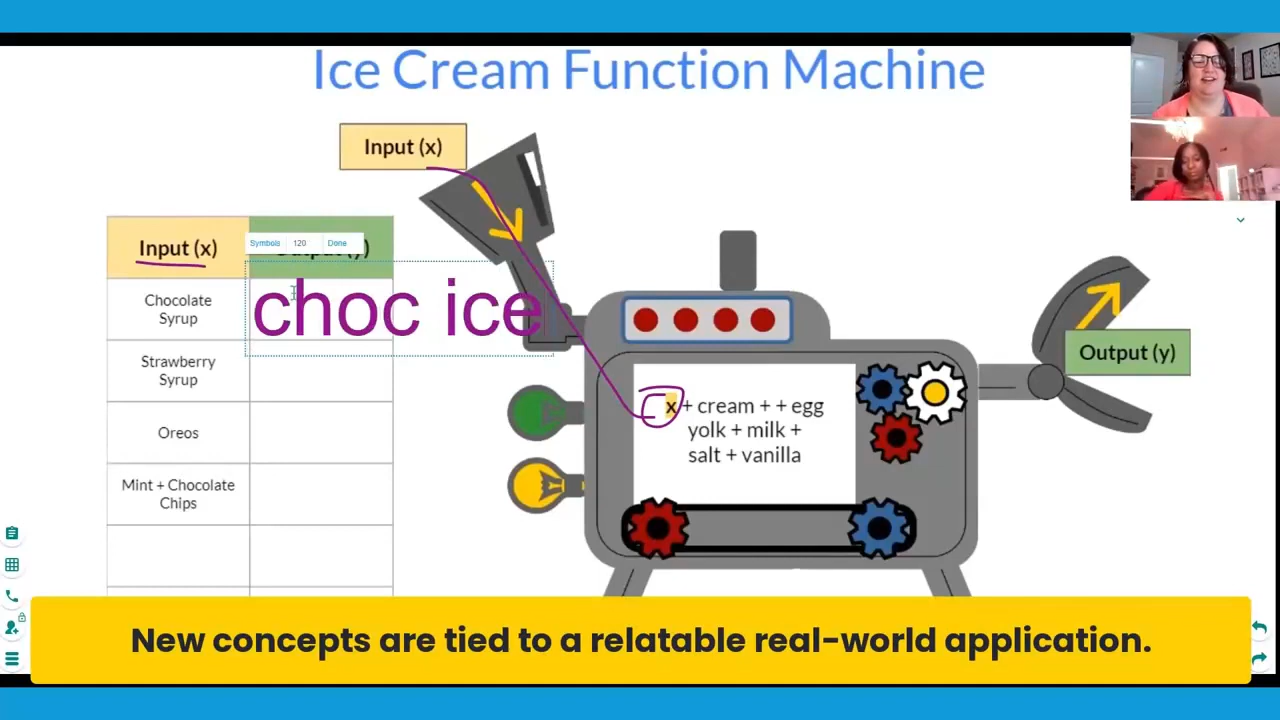 Ice Cream Function Machine
Input (x)
Input (x)
Symbols 120 Done
choc ice
Chocolate
Syrup
Strawberry
Syrup
Oreos
Mint + Chocolate
Chips
x + cream + + egg
yolk + milk +
salt + vanilla
Output (y)
New concepts are tied to a relatable real-world application.